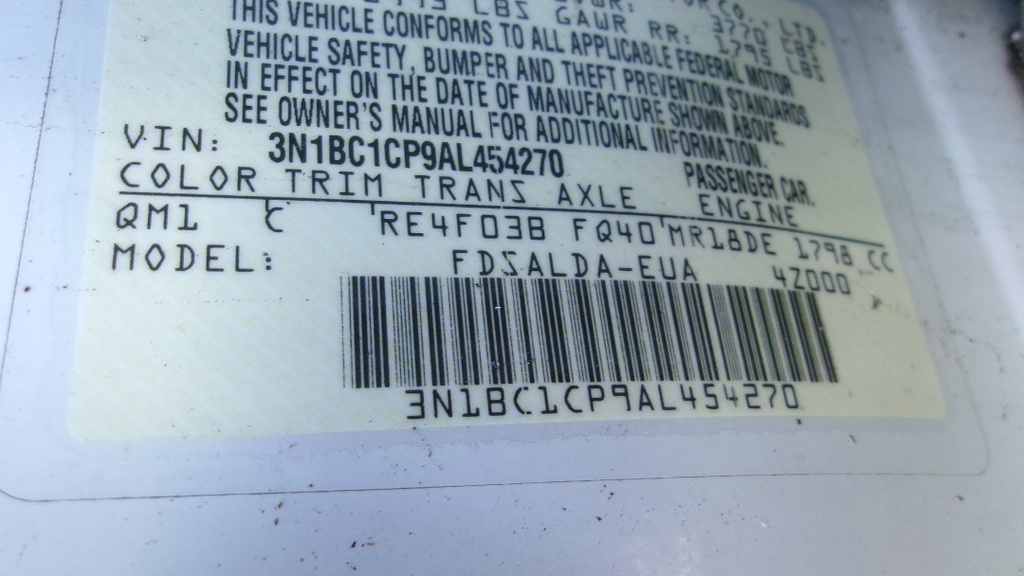 LBS GAWR RR: 1795 LBS
THIS VEHICLE CONFORMS TO ALL APPLICABLE FEDERAL MOTOR
VEHICLE SAFETY, BUMPER AND THEFT PREVENTION STANDARDS
IN EFFECT ON THE DATE OF MANUFACTURE SHOWN ABOVE.
SEE OWNER'S MANUAL FOR ADDITIONAL INFORMATION.
VIN: 3N1BC1CP9AL454270 PASSENGER CAR.
COLOR TRIM TRANS AXLE ENGINE
QM1 C RE4F03B FQ40 MR18DE 1798 CC
MODEL: FDSALDA-EUA 4Z000
3N1BC1CP9AL454270